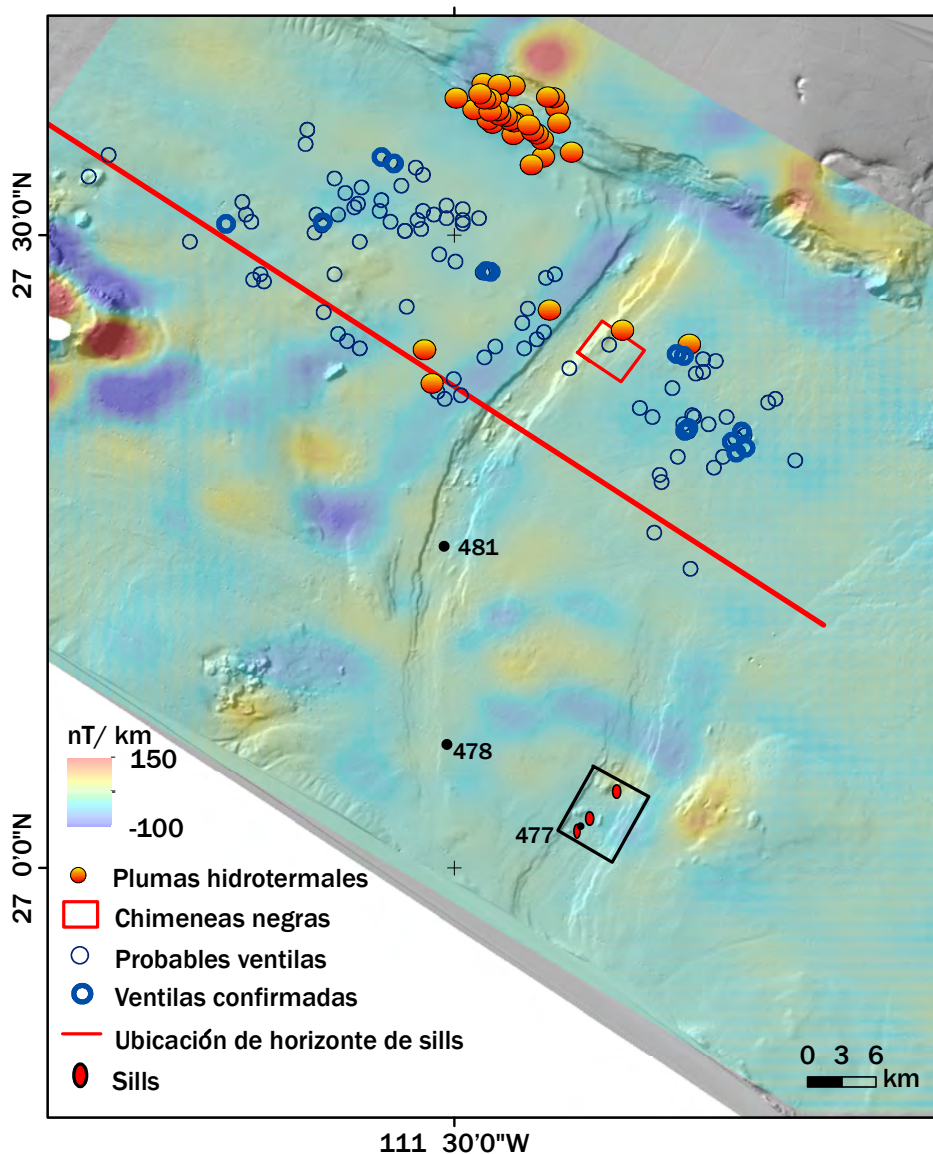 27 30'0"N
481
478
477
nT/ km
150
-100
27 0'0"N
Plumas hidrotermales
Chimeneas negras
Probables ventilas
Ventilas confirmadas
Ubicación de horizonte de sills
Sills
0 3 6
km
111 30'0"W